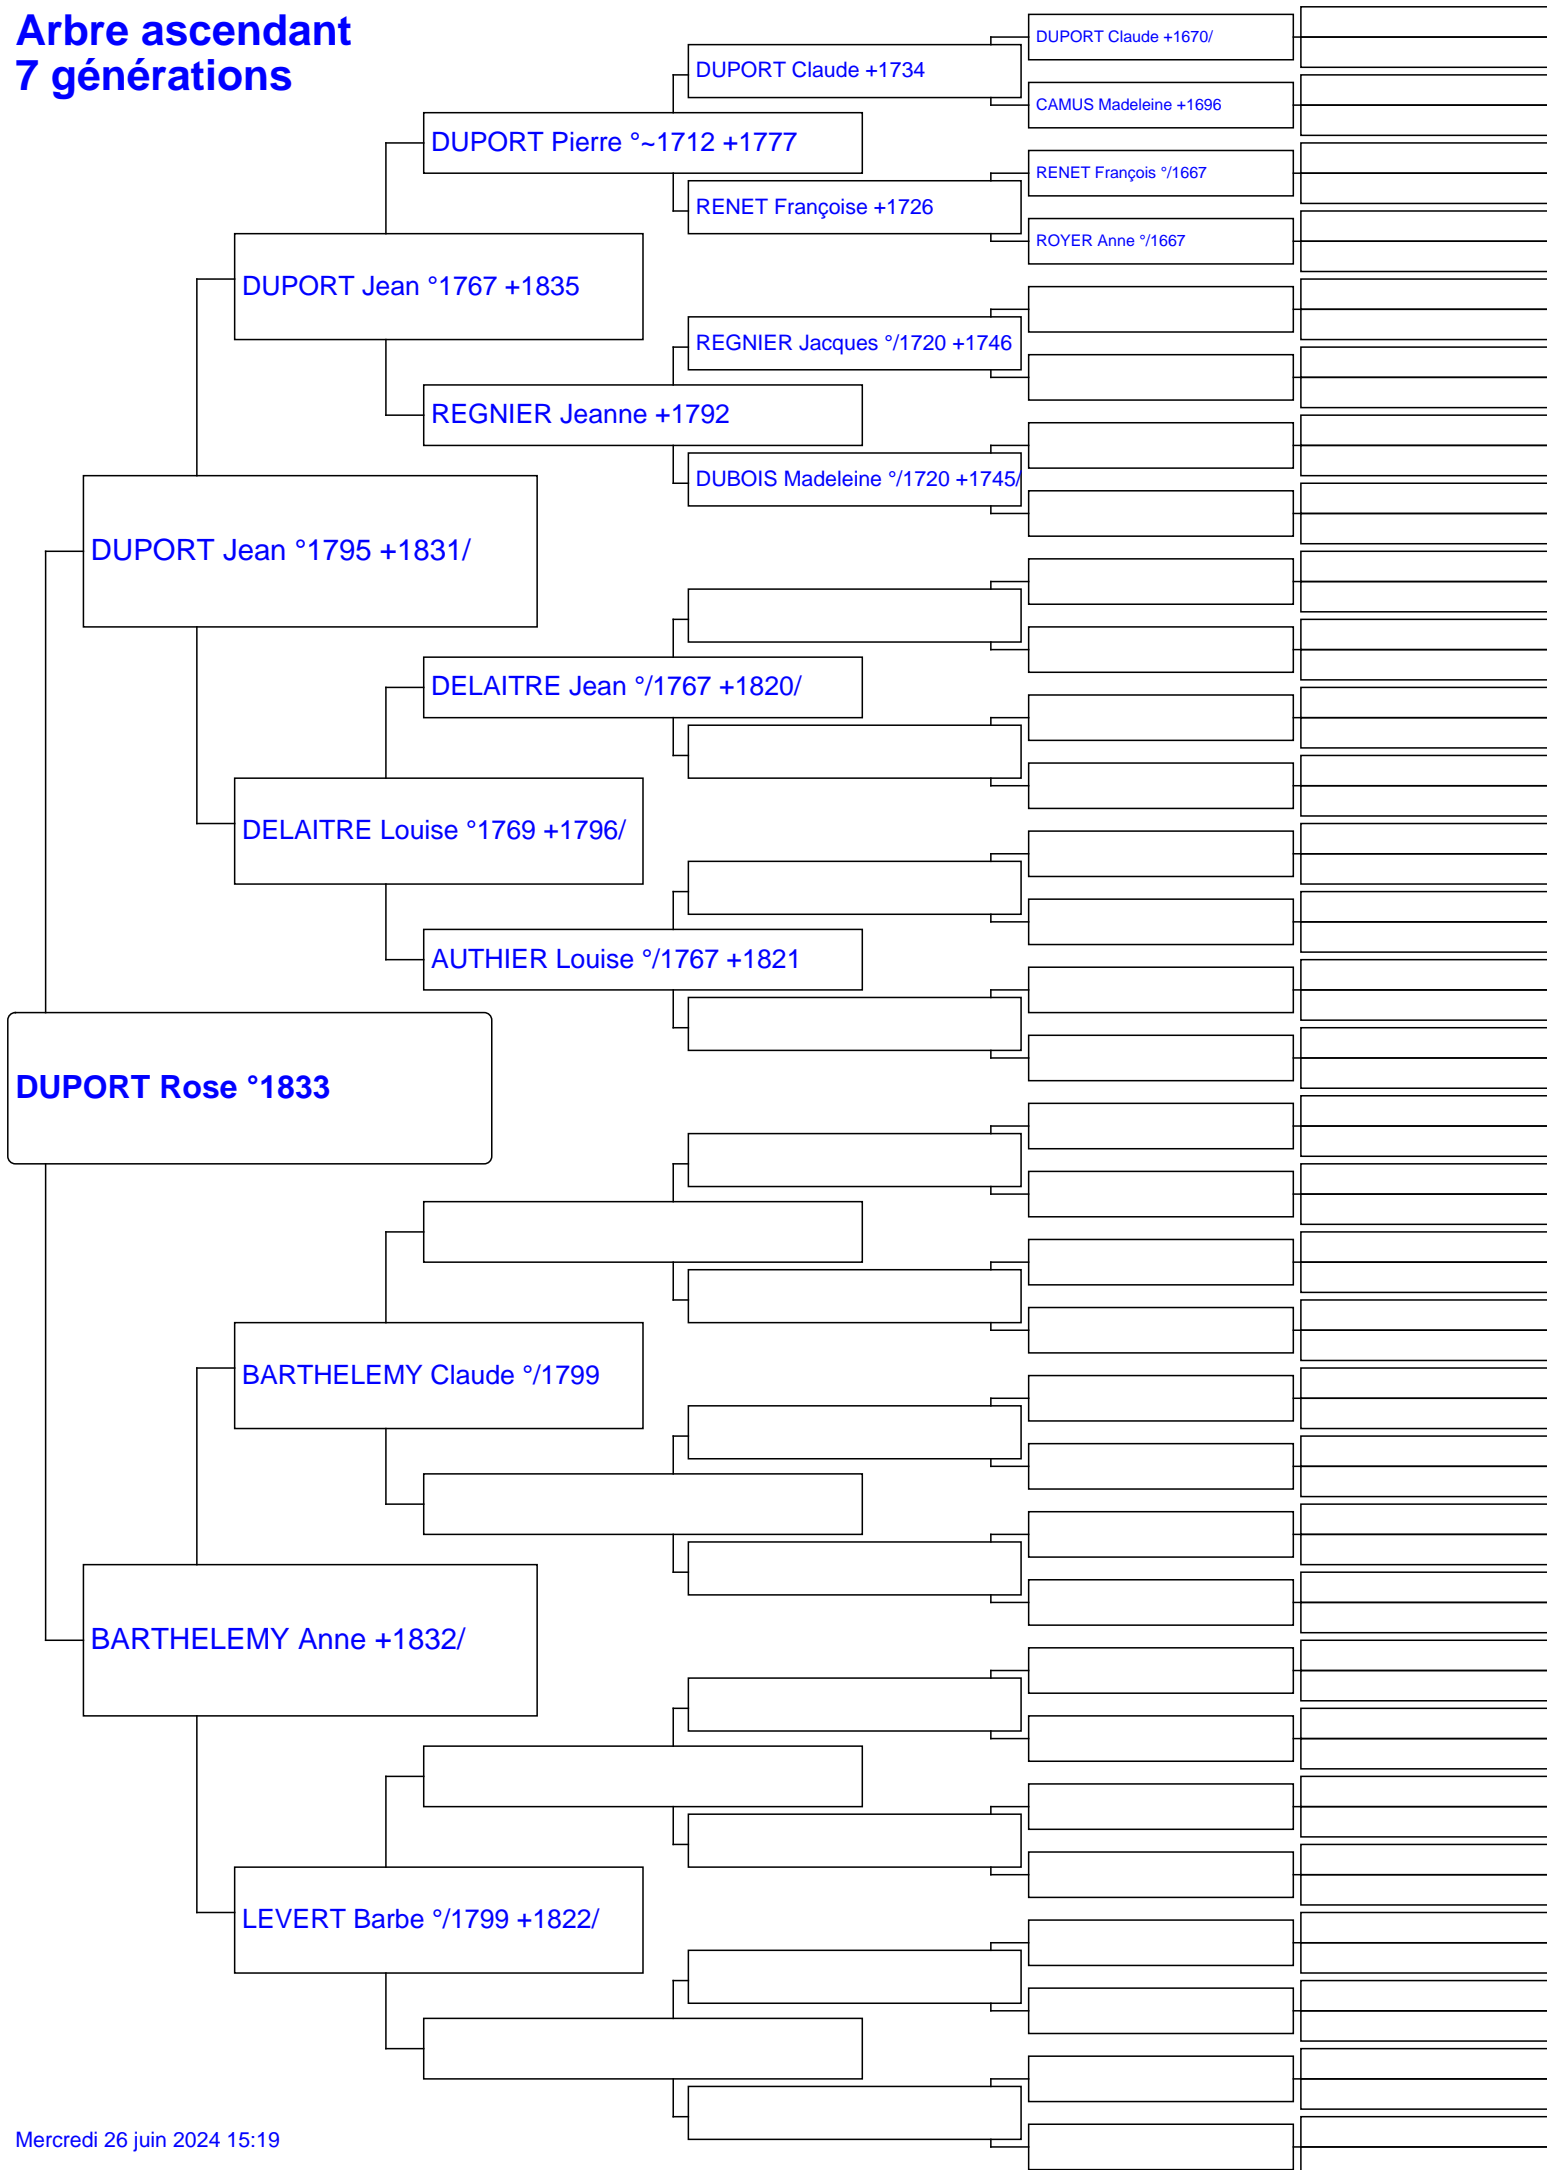 Arbre ascendant
7 générations
DUPORT Claude +1670/
DUPORT Claude +1734
CAMUS Madeleine +1696
DUPORT Pierre °~1712 +1777
RENET François °/1667
RENET Françoise +1726
ROYER Anne °/1667
DUPORT Jean °1767 +1835
REGNIER Jacques °/1720 +1746
REGNIER Jeanne +1792
DUBOIS Madeleine °/1720 +1745/
DUPORT Jean °1795 +1831/
DELAITRE Jean °/1767 +1820/
DELAITRE Louise °1769 +1796/
AUTHIER Louise °/1767 +1821
DUPORT Rose °1833
BARTHELEMY Claude °/1799
BARTHELEMY Anne +1832/
LEVERT Barbe °/1799 +1822/
Mercredi 26 juin 2024 15:19